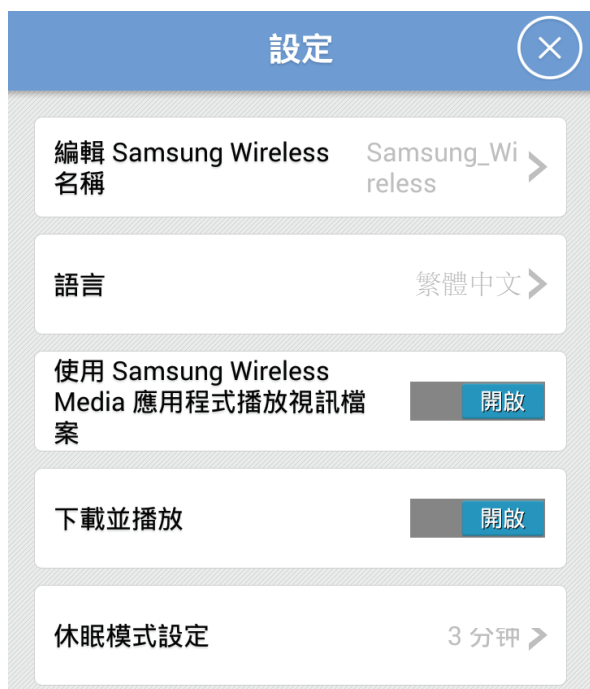 設定
編輯 Samsung Wireless
名稱
Samsung_Wi
reless
語言
繁體中文
使用 Samsung Wireless
Media 應用程式播放視訊檔
案
開啟
下載並播放
開啟
休眠模式設定
3 分钟